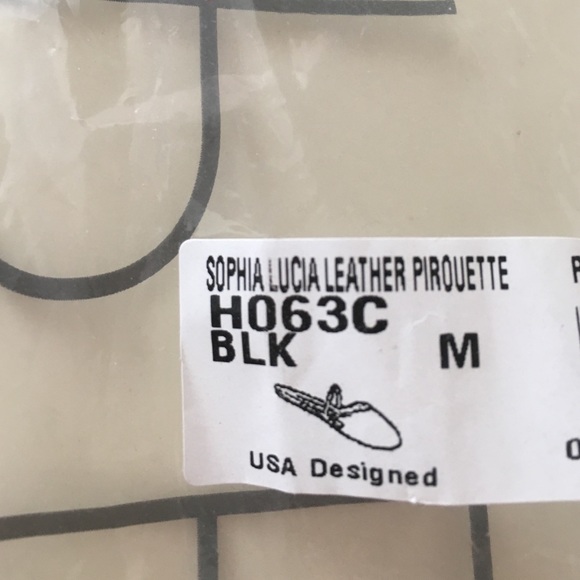 SOPHIA LUCIA LEATHER PIROUETTE
H063C
BLK M
USA Designed